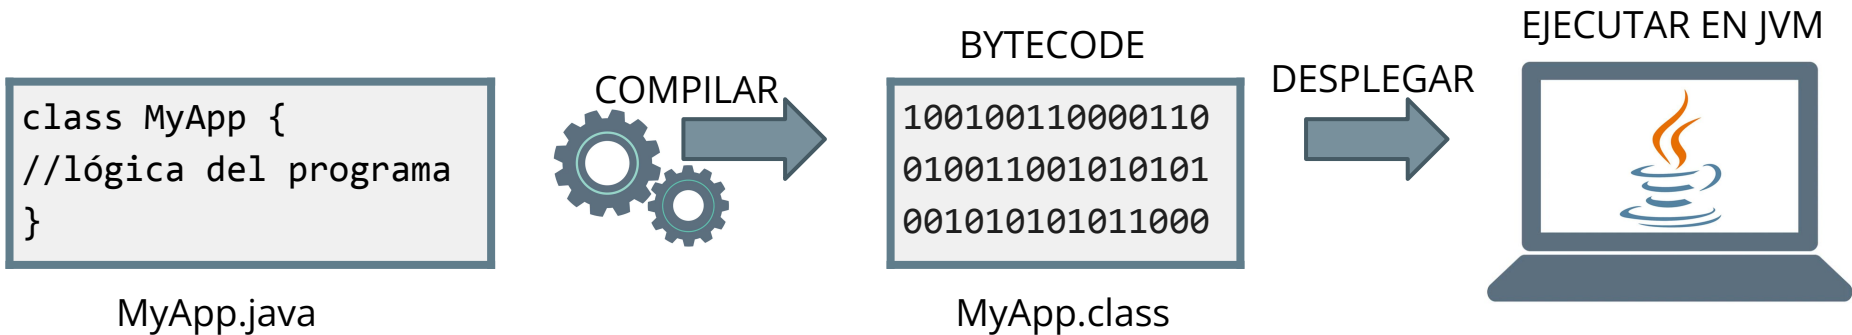 class MyApp {
//lógica del programa
}
MyApp.java
COMPILAR
BYTECODE
100100110000110
010011001010101
001010101011000
MyApp.class
DESPLEGAR
EJECUTAR EN JVM